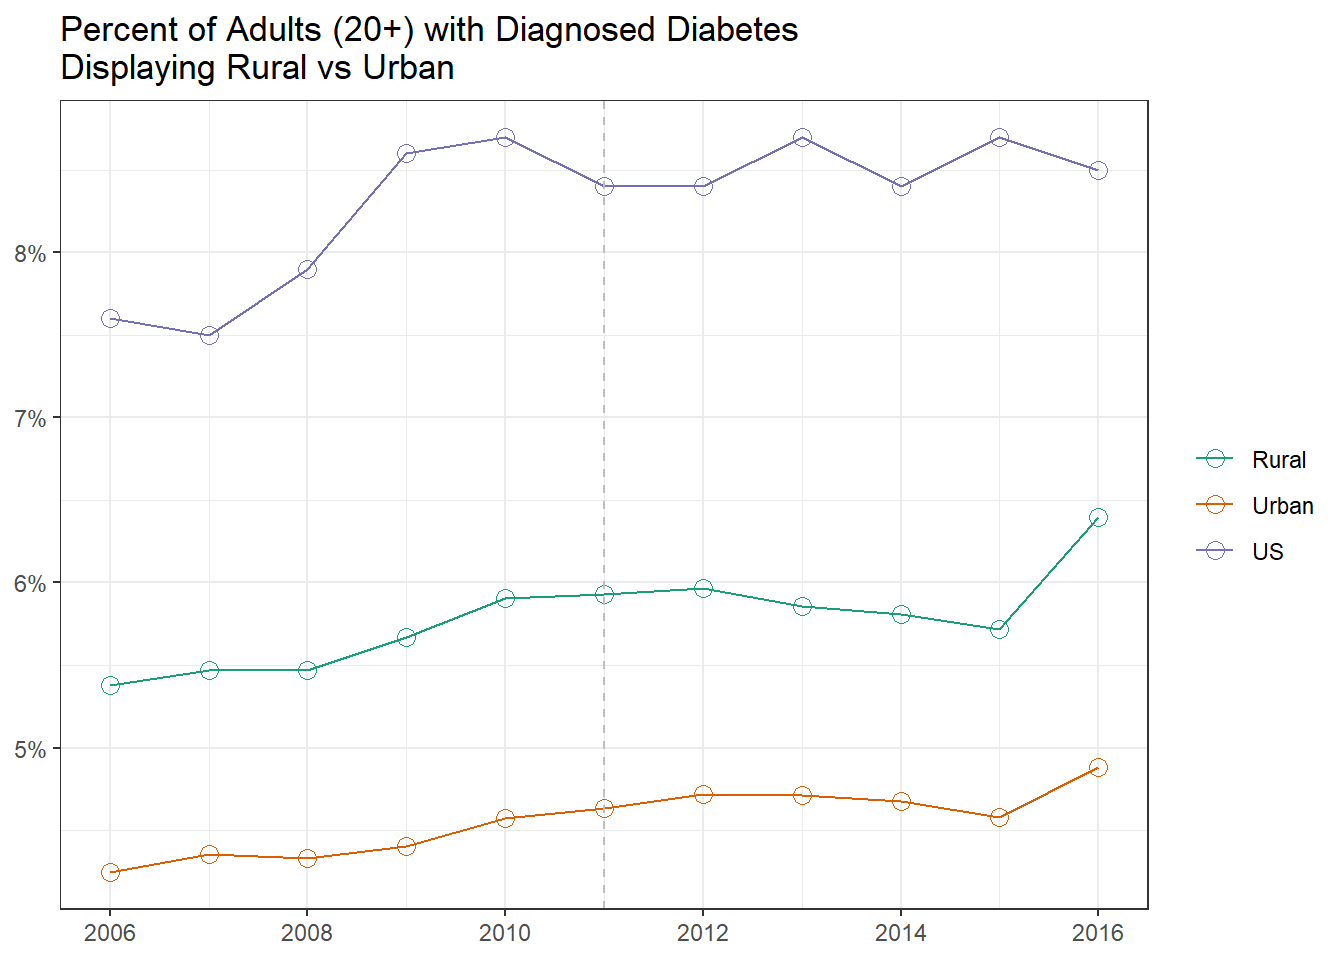 Percent of Adults (20+) with Diagnosed Diabetes
Displaying Rural vs Urban
8%
7%
6%
5%
2006
2008
2010
2012
2014
2016
Rural
Urban
US